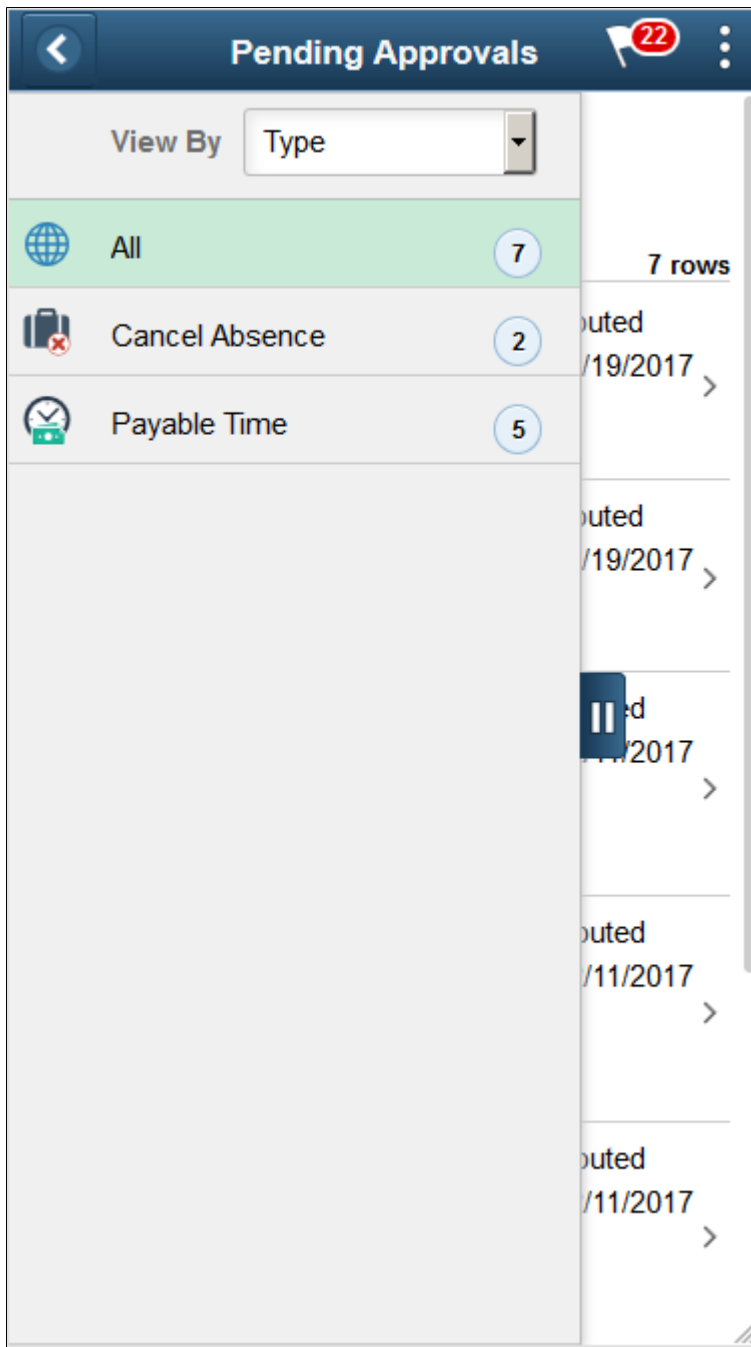 Pending Approvals 22
View By Type
All 7
7 rows
Cancel Absence 2
/19/2017
Payable Time 5
/19/2017
/2017
/11/2017
/11/2017